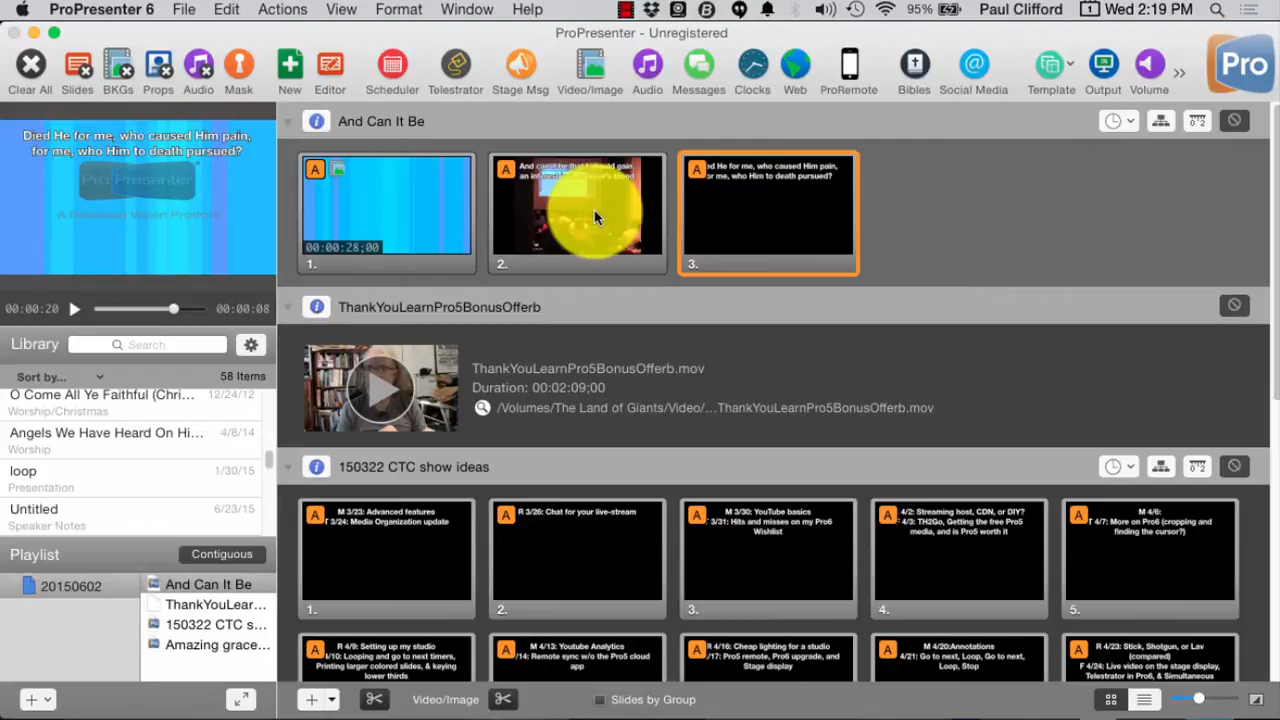 ProPresenter 6 File Edit Actions View Format Window Help 95% Paul Clifford 1 Wed 2:19 PM
ProPresenter - Unregistered
Clear All Slides BKGs Props Audio Mask New Editor Scheduler Telestrator Stage Msg Video/Image Audio Messages Clocks Web ProRemote Bibles Social Media Template Output Volume Pro
Died He for me, who caused Him pain,
for me, who Him to death pursued?
ProPresenter
A Renewed Vision Product
00:00:20 00:00:08
Library Search
Sort by... 58 Items
O Come All Ye Faithful (Chri... 12/24/12
Worship/Christmas
Angels We Have Heard On Hi... 4/8/14
Worship
loop 1/30/15
Presentation
Untitled 6/23/15
Speaker Notes
Playlist Contiguous
20150602
And Can It Be
ThankYouLear...
150322 CTC s...
Amazing grace...
And Can It Be
A
00:00:28;00
1.
A And can it be that I should gain,
2.
A ed He for me, who caused Him pain,
or me, who Him to death pursued?
3.
ThankYouLearnPro5BonusOfferb
ThankYouLearnPro5BonusOfferb.mov
Duration: 00:02:09;00
/Volumes/The Land of Giants/Video/...ThankYouLearnPro5BonusOfferb.mov
150322 CTC show ideas
A M 3/23: Advanced features
T 3/24: Media Organization update
1.
A R 3/26: Chat for your live-stream
2.
A M 3/30: YouTube basics
3/31: Hits and misses on my Pro6
Wishlist
3.
A 4/2: Streaming host, CDN, or DIY?
4/3: TH2Go, Getting the free Pro5
media, and is Pro5 worth it
4.
A M 4/6:
T 4/7: More on Pro6 (cropping and
finding the cursor?)
5.
A R 4/9: Setting up my studio
4/10: Looping and go to next timers,
Printing larger colored slides, & keying
lower thirds
A M 4/13: Youtube Analytics
/14: Remote sync w/o the Pro5 cloud
app
A R 4/16: Cheap lighting for a studio
/17: Pro5 remote, Pro6 upgrade, and
Stage display
A M 4/20:Annotations
4/21: Go to next, Loop, Go to next,
Loop, Stop
A R 4/23: Stick, Shotgun, or Lav
(compared)
F 4/24: Live video on the stage display,
Telestrator in Pro6, & Simultaneous
Video/Image Slides by Group